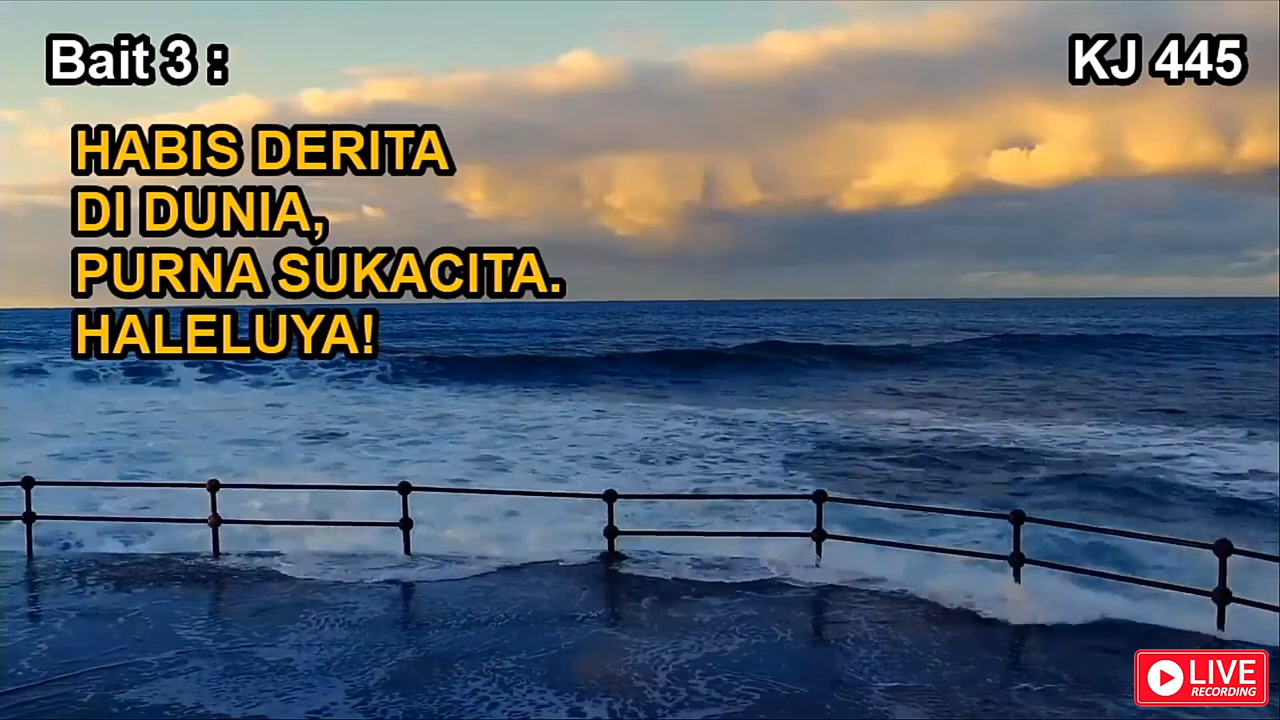 Bait 3 :
KJ 445
HABIS DERITA
DI DUNIA,
PURNA SUKACITA.
HALELUYA!
LIVE
RECORDING